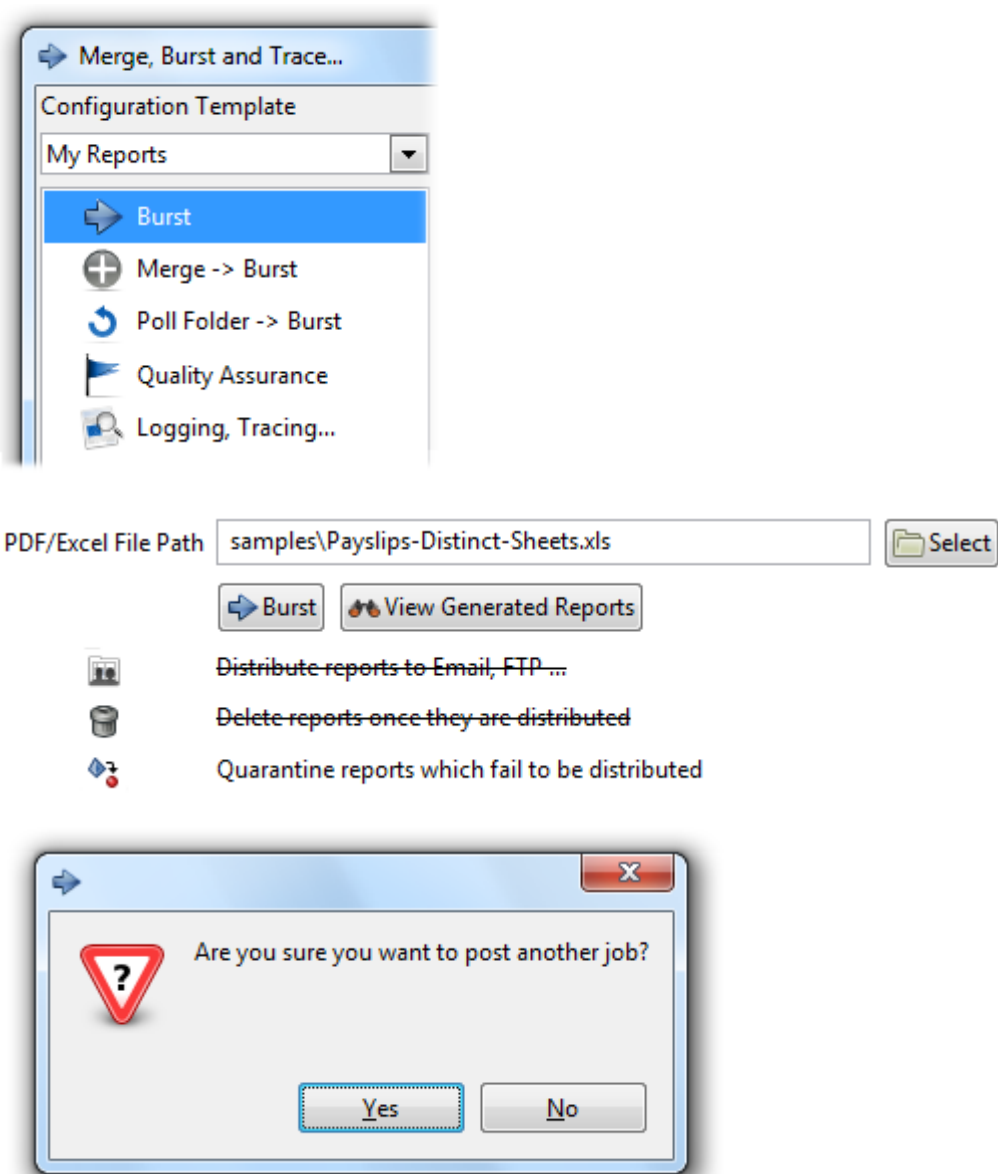 Merge, Burst and Trace...
Configuration Template
My Reports
Burst
Merge -> Burst
Poll Folder -> Burst
Quality Assurance
Logging, Tracing...
PDF/Excel File Path samples\Payslips-Distinct-Sheets.xls Select
Burst View Generated Reports
Distribute reports to Email, FTP ...
Delete reports once they are distributed
Quarantine reports which fail to be distributed
Are you sure you want to post another job?
?
Yes No